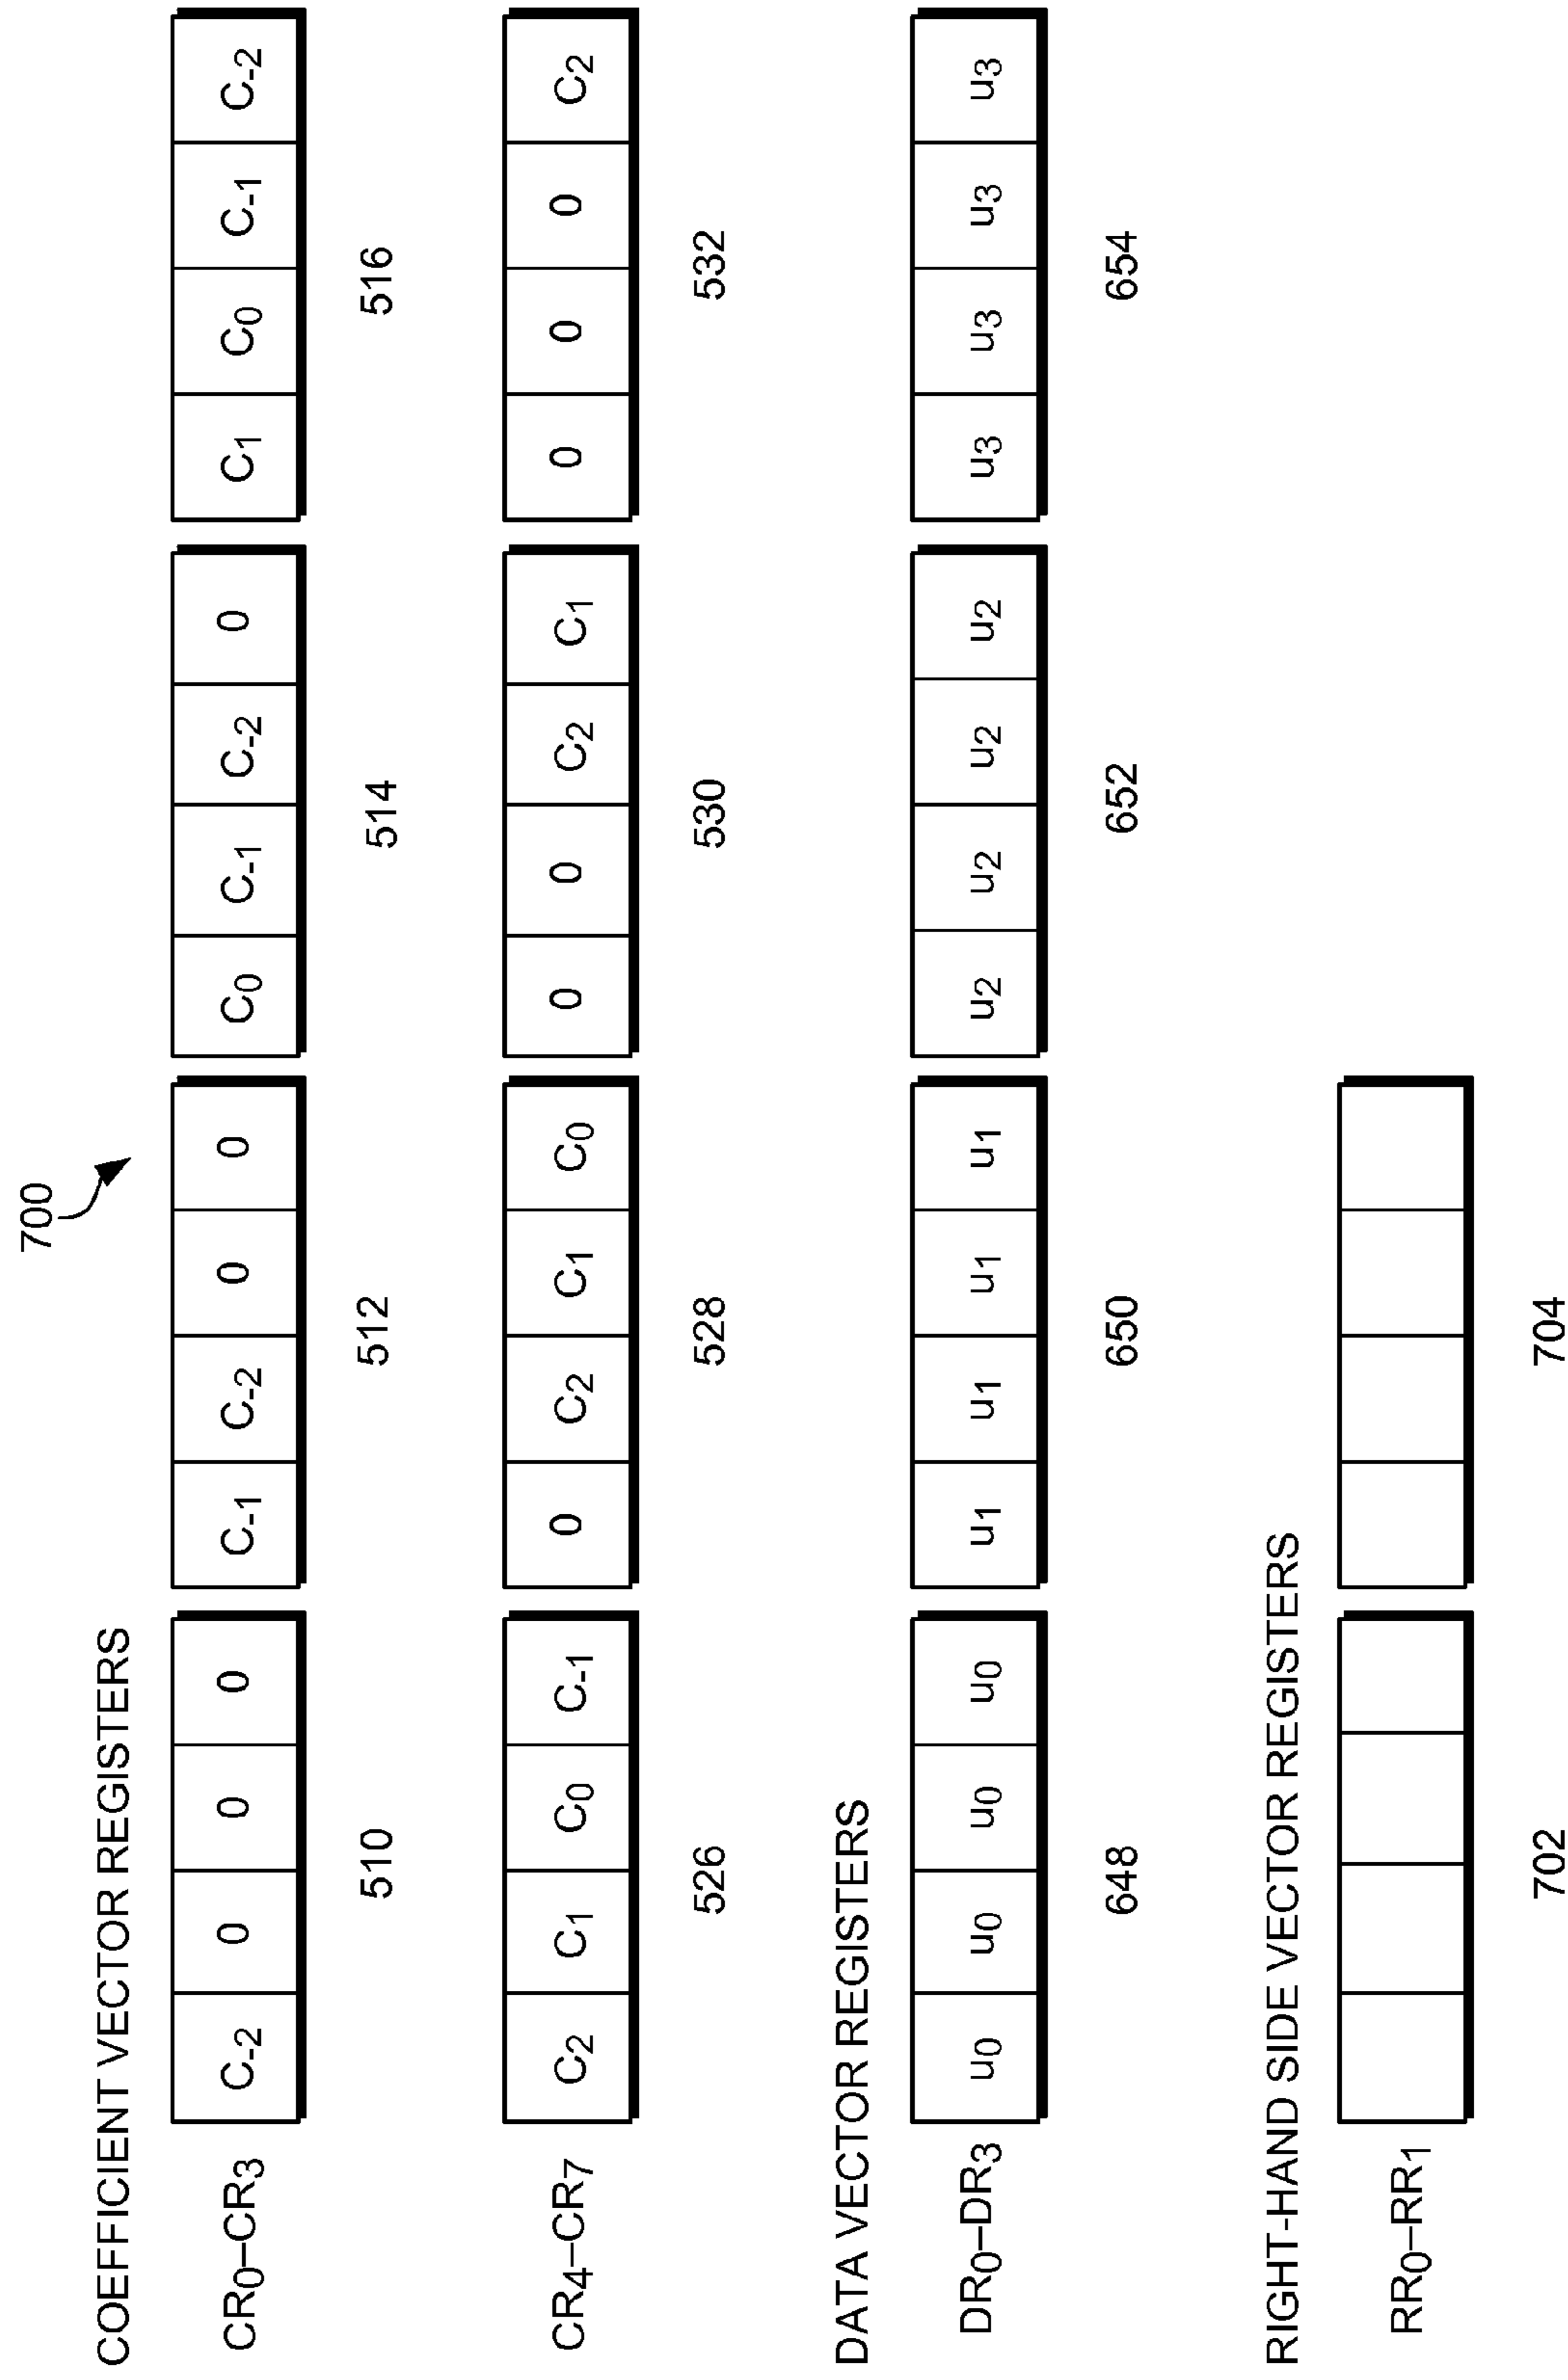 700
COEFFICIENT VECTOR REGISTERS
CR0–CR3 C-2 0 0 0 C-1 C-2 0 0 C0 C-1 C-2 0 C1 C0 C-1 C-2
510 512 514 516
CR4–CR7 C2 C1 C0 C-1 0 C2 C1 C0 0 0 C2 C1 0 0 0 C2
526 528 530 532
DATA VECTOR REGISTERS
DR0–DR3 u0 u0 u0 u0 u1 u1 u1 u1 u2 u2 u2 u2 u3 u3 u3 u3
648 650 652 654
RIGHT-HAND SIDE VECTOR REGISTERS
RR0–RR1
702 704